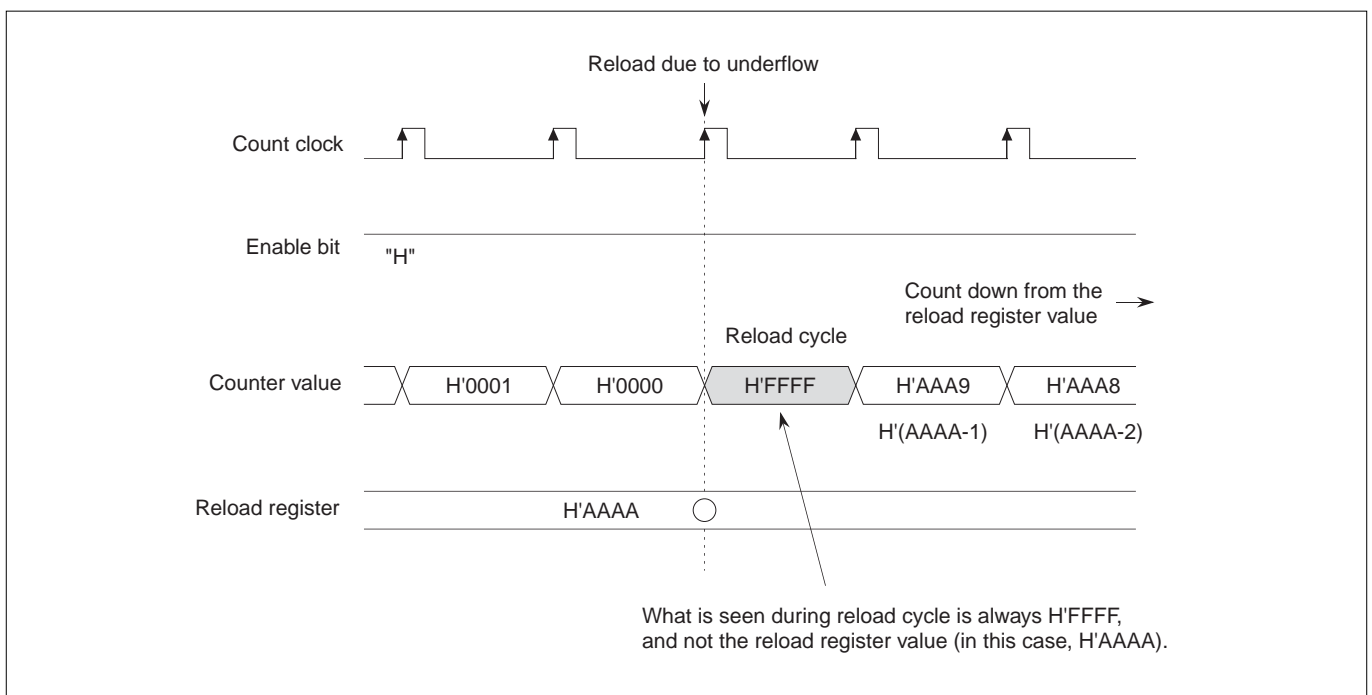 Reload due to underflow
Count clock
Enable bit
"H"
Count down from the
reload register value
Reload cycle
Counter value
H'0001
H'0000
H'FFFF
H'AAA9
H'AAA8
H'(AAAA-1)
H'(AAAA-2)
Reload register
H'AAAA
What is seen during reload cycle is always H'FFFF,
and not the reload register value (in this case, H'AAAA).